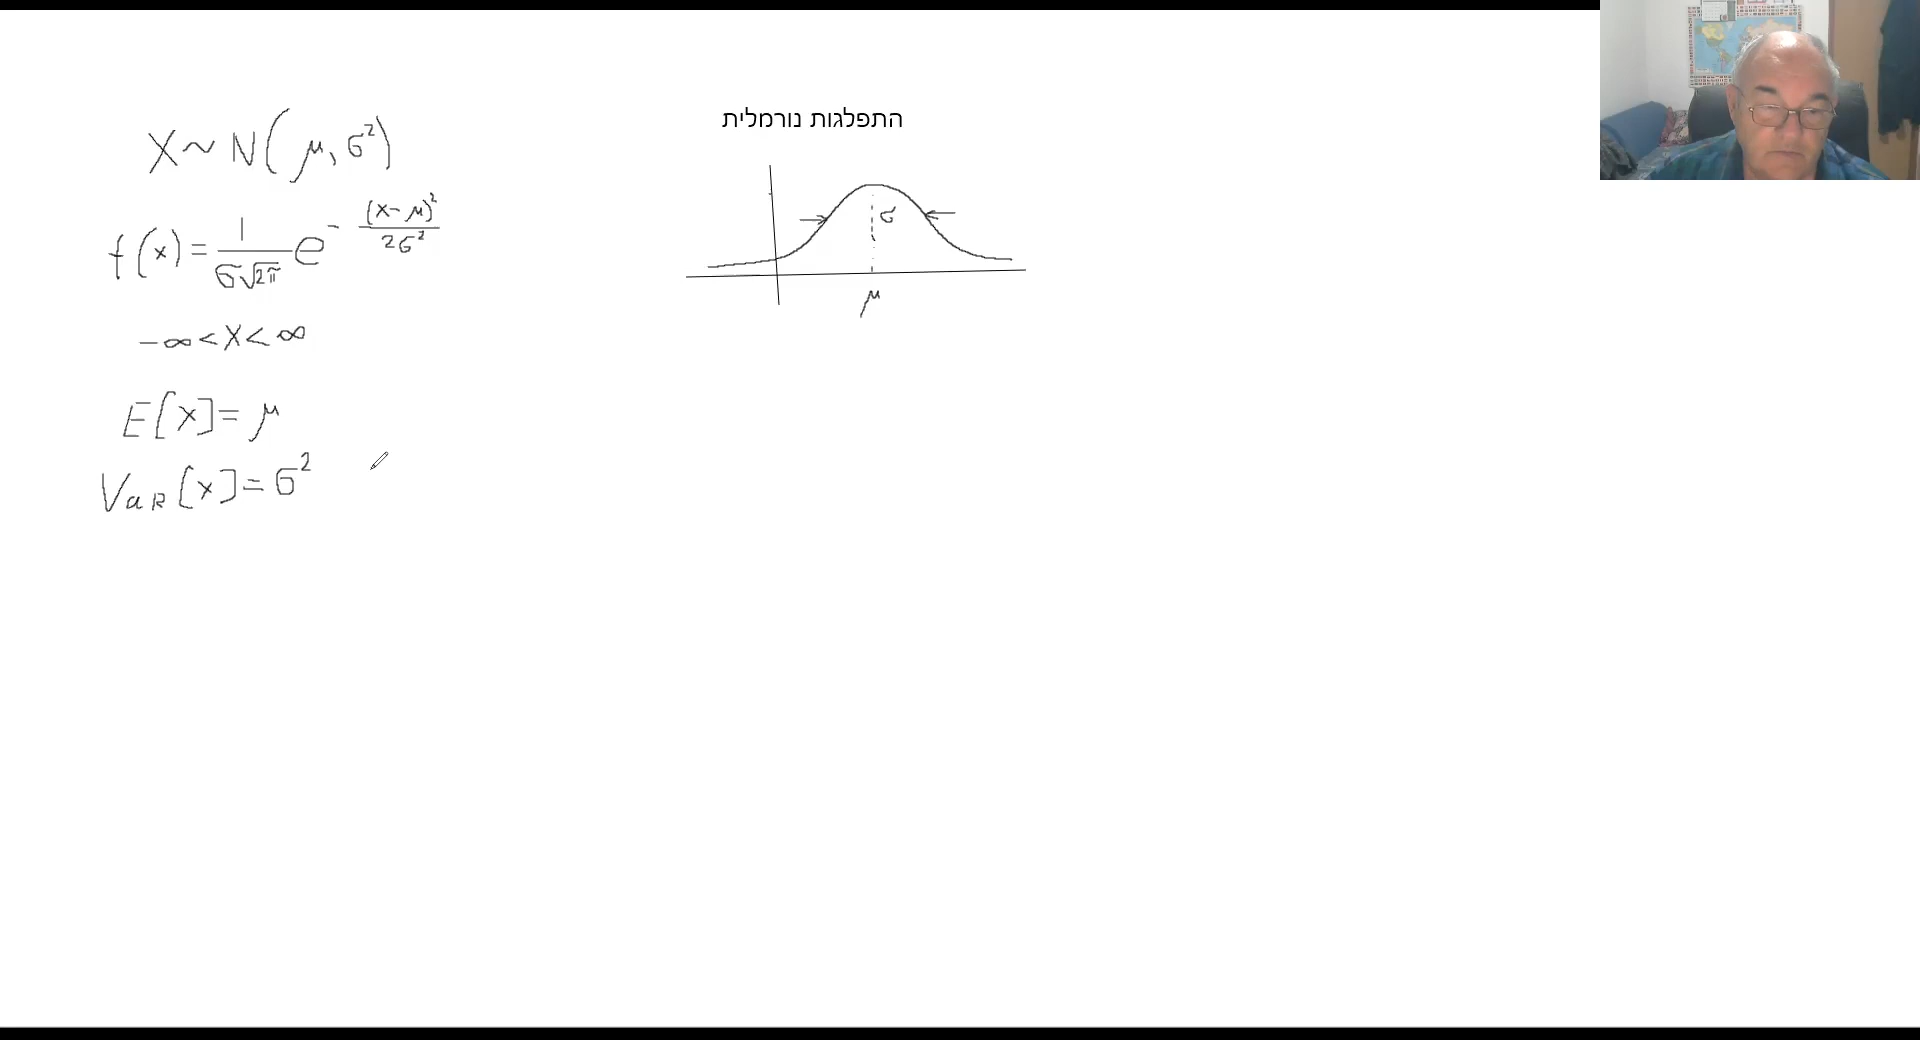 התפלגות נורמלית
X ~ N(μ, σ²)
f(x) = 1/(σ√2π) e^-(x-μ)²/2σ²
-∞ < X < ∞
E[x] = μ
VaR[x] = σ²
σ
μ